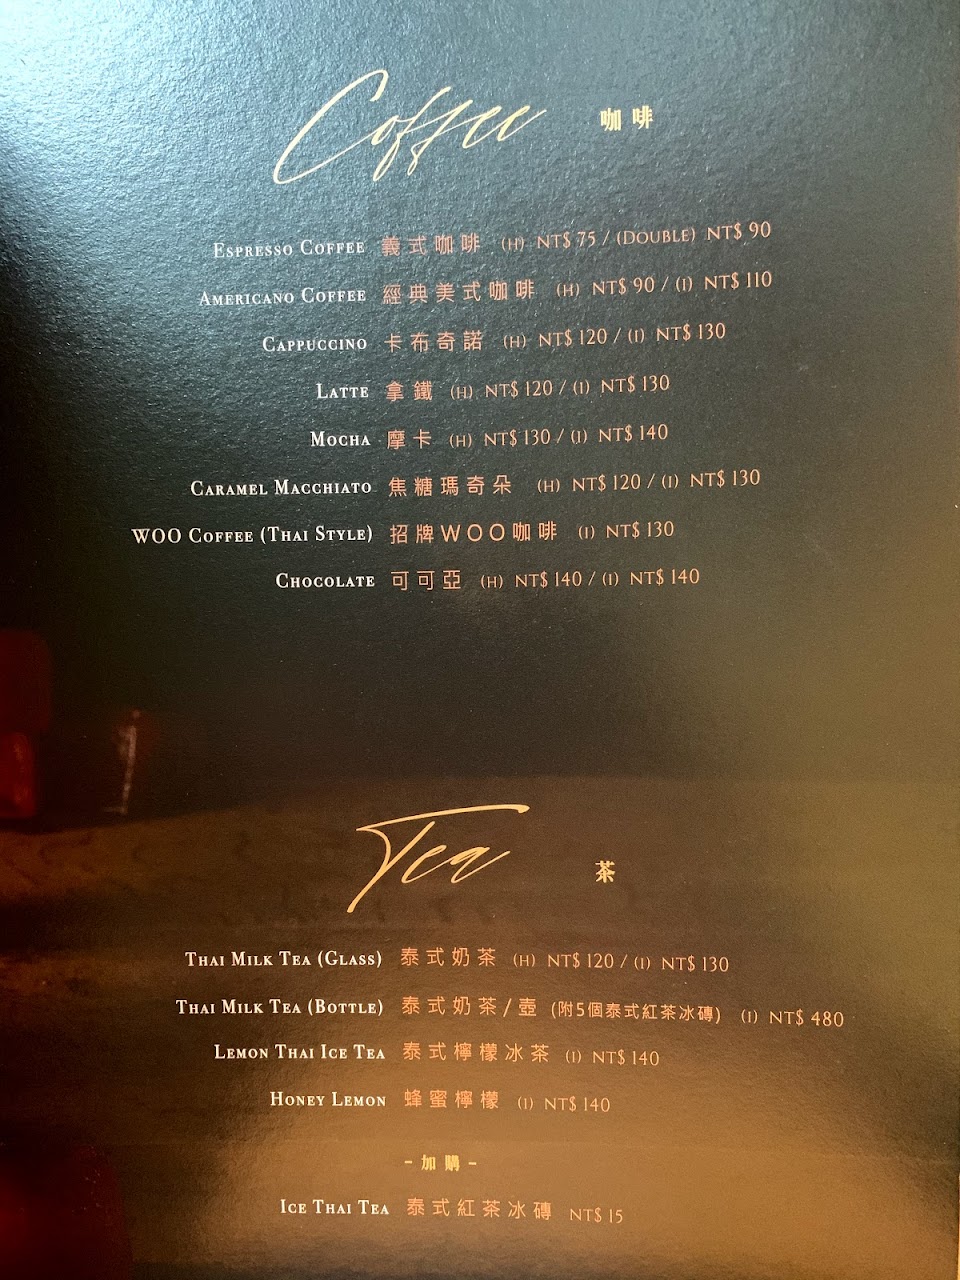 Coffee 咖啡
Espresso Coffee 義式咖啡 (H) NT$ 75 / (Double) NT$ 90
Americano Coffee 經典美式咖啡 (H) NT$ 90 / (I) NT$ 110
Cappuccino 卡布奇諾 (H) NT$ 120 / (I) NT$ 130
Latte 拿鐵 (H) NT$ 120 / (I) NT$ 130
Mocha 摩卡 (H) NT$ 130 / (I) NT$ 140
Caramel Macchiato 焦糖瑪奇朵 (H) NT$ 120 / (I) NT$ 130
WOO Coffee (Thai Style) 招牌WOO咖啡 (I) NT$ 130
Chocolate 可可亞 (H) NT$ 140 / (I) NT$ 140
Tea 茶
Thai Milk Tea (Glass) 泰式奶茶 (H) NT$ 120 / (I) NT$ 130
Thai Milk Tea (Bottle) 泰式奶茶/壺 (附5個泰式紅茶冰磚) (I) NT$ 480
Lemon Thai Ice Tea 泰式檸檬冰茶 (I) NT$ 140
Honey Lemon 蜂蜜檸檬 (I) NT$ 140
- 加購 -
Ice Thai Tea 泰式紅茶冰磚 NT$ 15